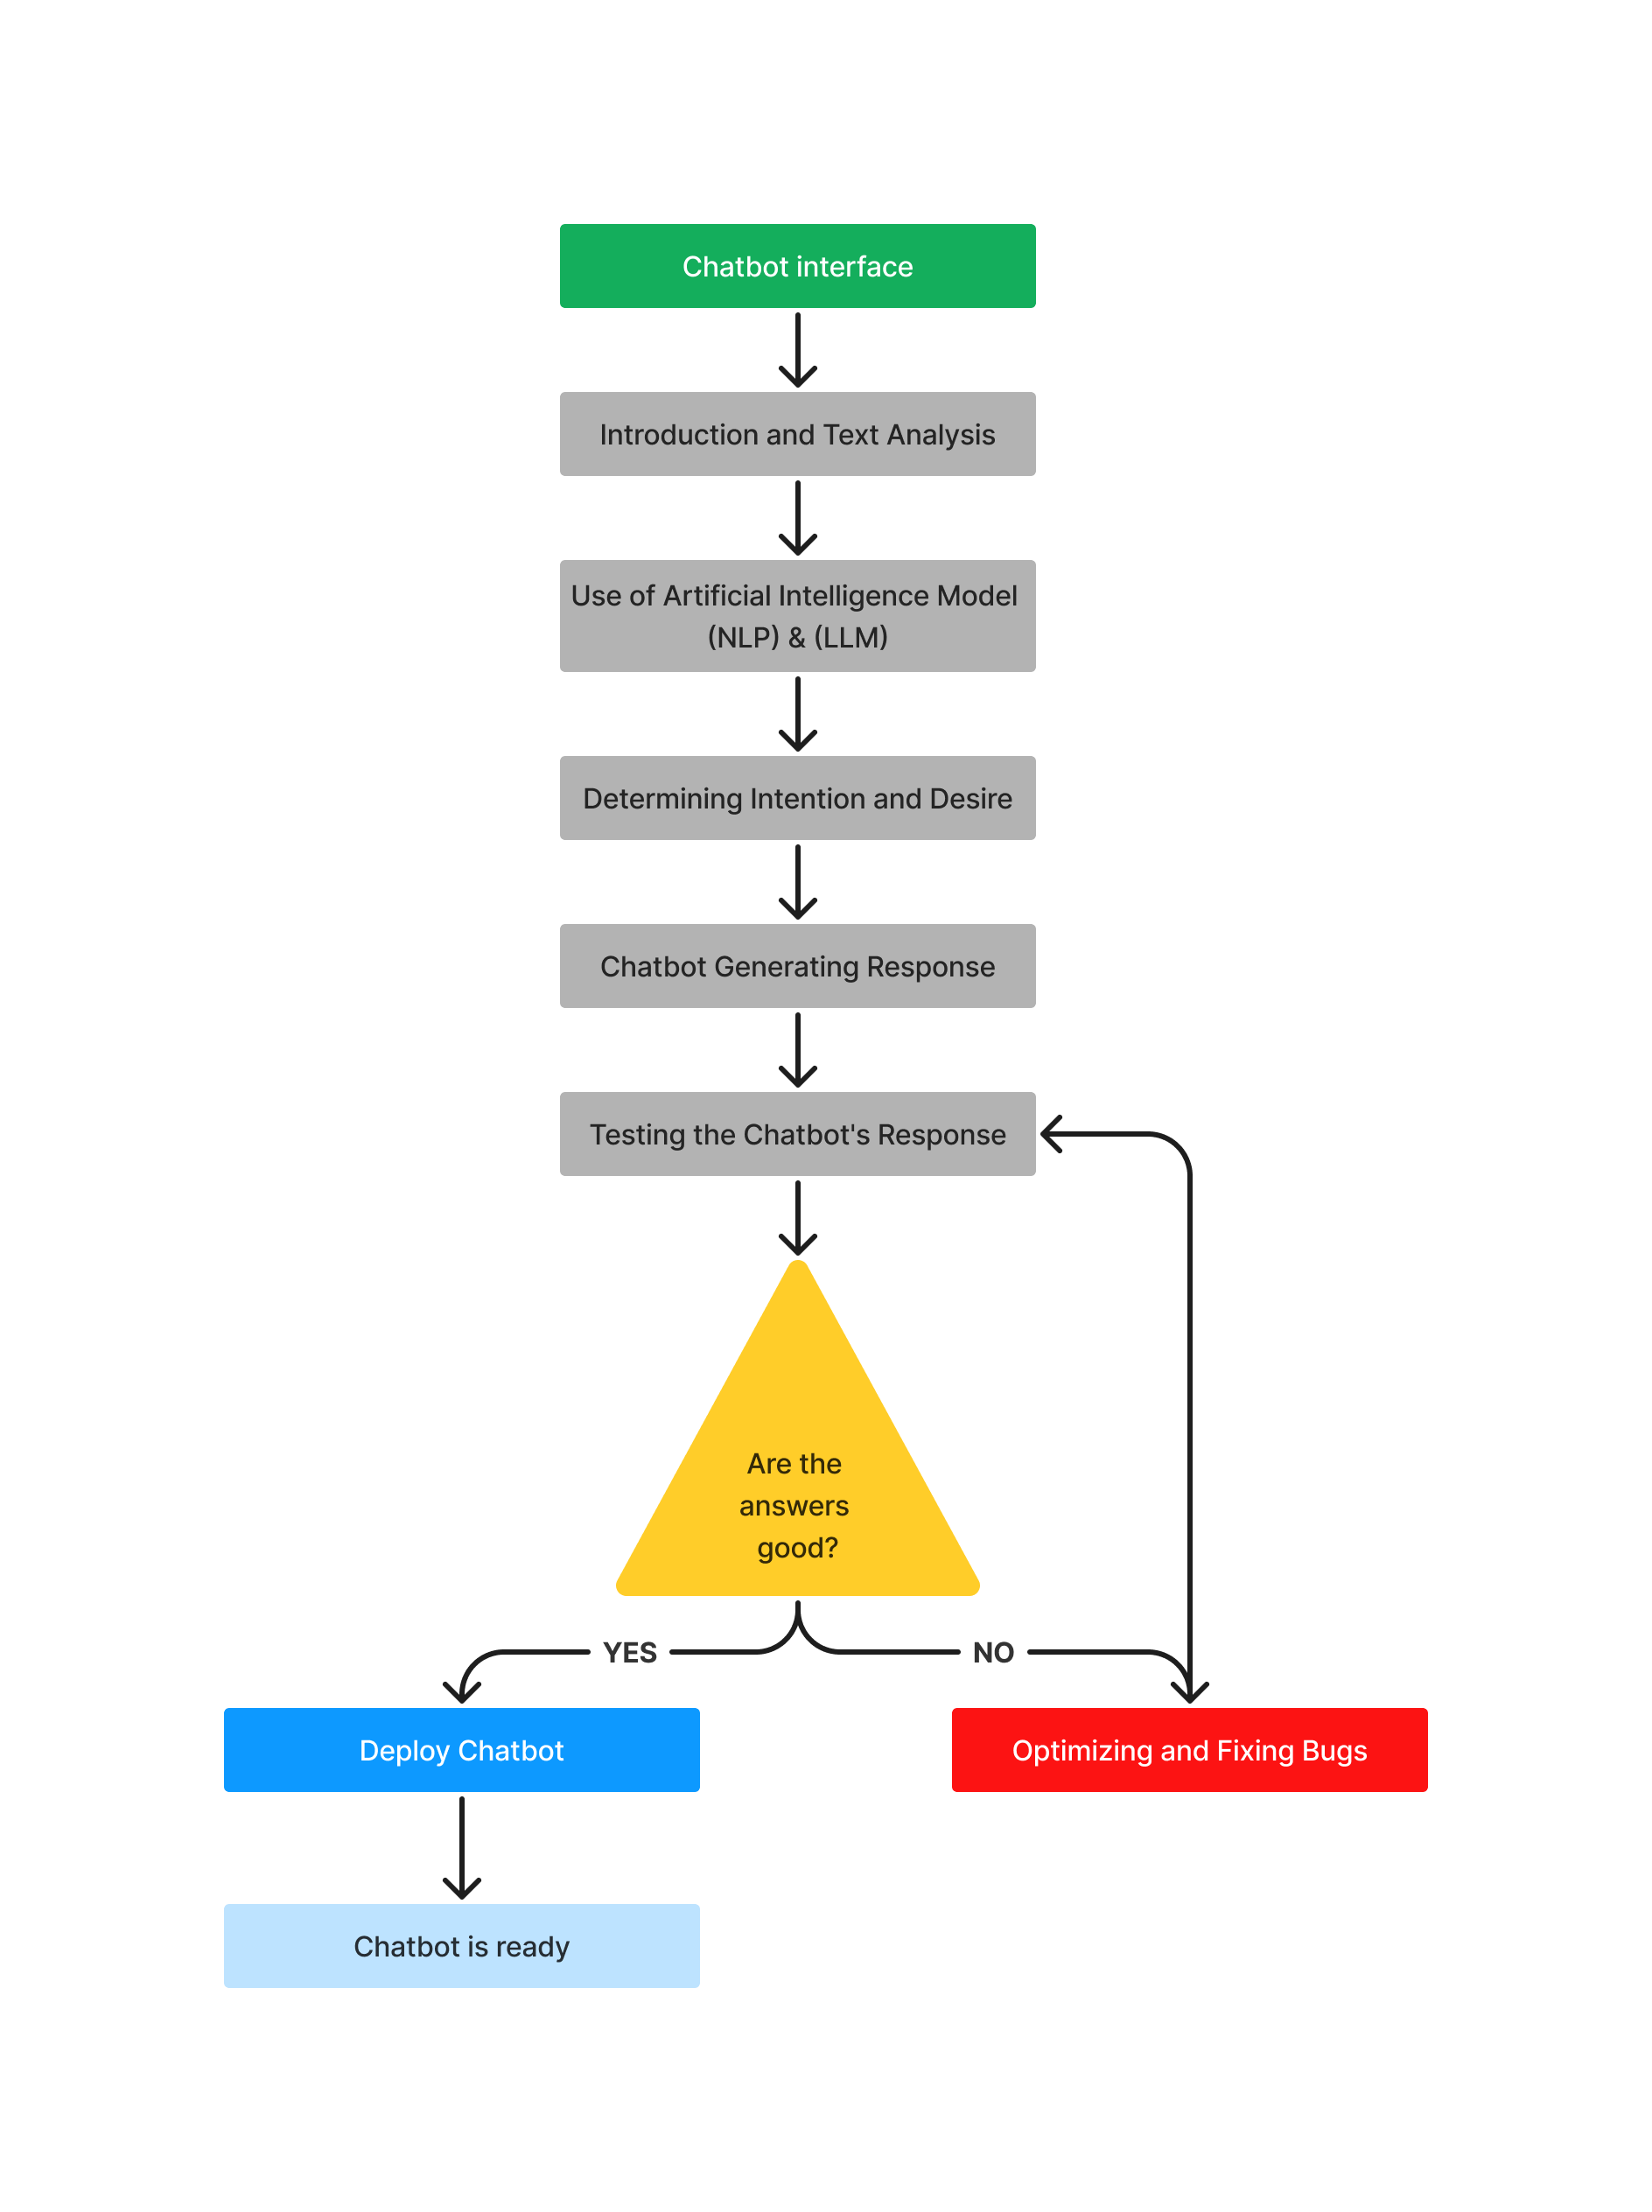 Chatbot interface
Introduction and Text Analysis
Use of Artificial Intelligence Model
(NLP) & (LLM)
Determining Intention and Desire
Chatbot Generating Response
Testing the Chatbot's Response
Are the
answers
good?
YES
NO
Deploy Chatbot
Optimizing and Fixing Bugs
Chatbot is ready